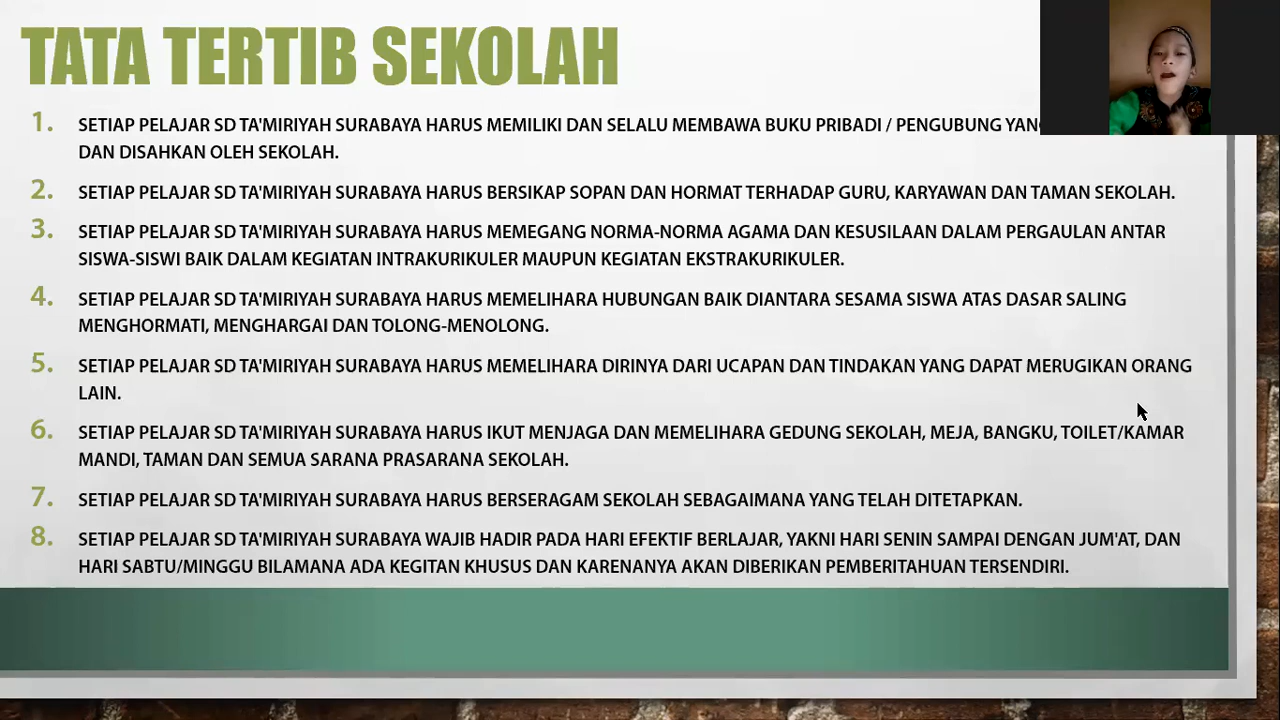 TATA TERTIB SEKOLAH
1. SETIAP PELAJAR SD TA'MIRIYAH SURABAYA HARUS MEMILIKI DAN SELALU MEMBAWA BUKU PRIBADI / PENGUBUNG
DAN DISAHKAN OLEH SEKOLAH.
2. SETIAP PELAJAR SD TA'MIRIYAH SURABAYA HARUS BERSIKAP SOPAN DAN HORMAT TERHADAP GURU, KARYAWAN DAN TAMAN SEKOLAH.
3. SETIAP PELAJAR SD TA'MIRIYAH SURABAYA HARUS MEMEGANG NORMA-NORMA AGAMA DAN KESUSILAAN DALAM PERGAULAN ANTAR
SISWA-SISWI BAIK DALAM KEGIATAN INTRAKURIKULER MAUPUN KEGIATAN EKSTRAKURIKULER.
4. SETIAP PELAJAR SD TA'MIRIYAH SURABAYA HARUS MEMELIHARA HUBUNGAN BAIK DIANTARA SESAMA SISWA ATAS DASAR SALING
MENGHORMATI, MENGHARGAI DAN TOLONG-MENOLONG.
5. SETIAP PELAJAR SD TA'MIRIYAH SURABAYA HARUS MEMELIHARA DIRINYA DARI UCAPAN DAN TINDAKAN YANG DAPAT MERUGIKAN ORANG
LAIN.
6. SETIAP PELAJAR SD TA'MIRIYAH SURABAYA HARUS IKUT MENJAGA DAN MEMELIHARA GEDUNG SEKOLAH, MEJA, BANGKU, TOILET/KAMAR
MANDI, TAMAN DAN SEMUA SARANA PRASARANA SEKOLAH.
7. SETIAP PELAJAR SD TA'MIRIYAH SURABAYA HARUS BERSERAGAM SEKOLAH SEBAGAIMANA YANG TELAH DITETAPKAN.
8. SETIAP PELAJAR SD TA'MIRIYAH SURABAYA WAJIB HADIR PADA HARI EFEKTIF BERLAJAR, YAKNI HARI SENIN SAMPAI DENGAN JUM'AT, DAN
HARI SABTU/MINGGU BILAMANA ADA KEGITAN KHUSUS DAN KARENANYA AKAN DIBERIKAN PEMBERITAHUAN TERSENDIRI.